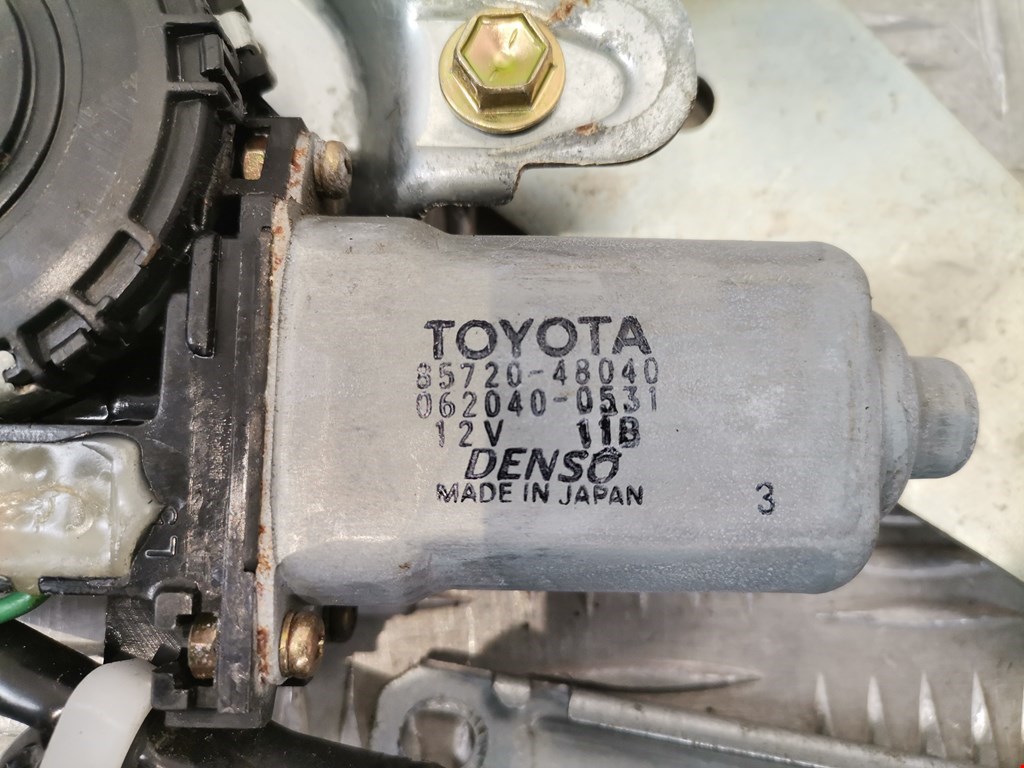 TOYOTA
85720-48040
062040-0531
12V 11B
DENSO
MADE IN JAPAN
3